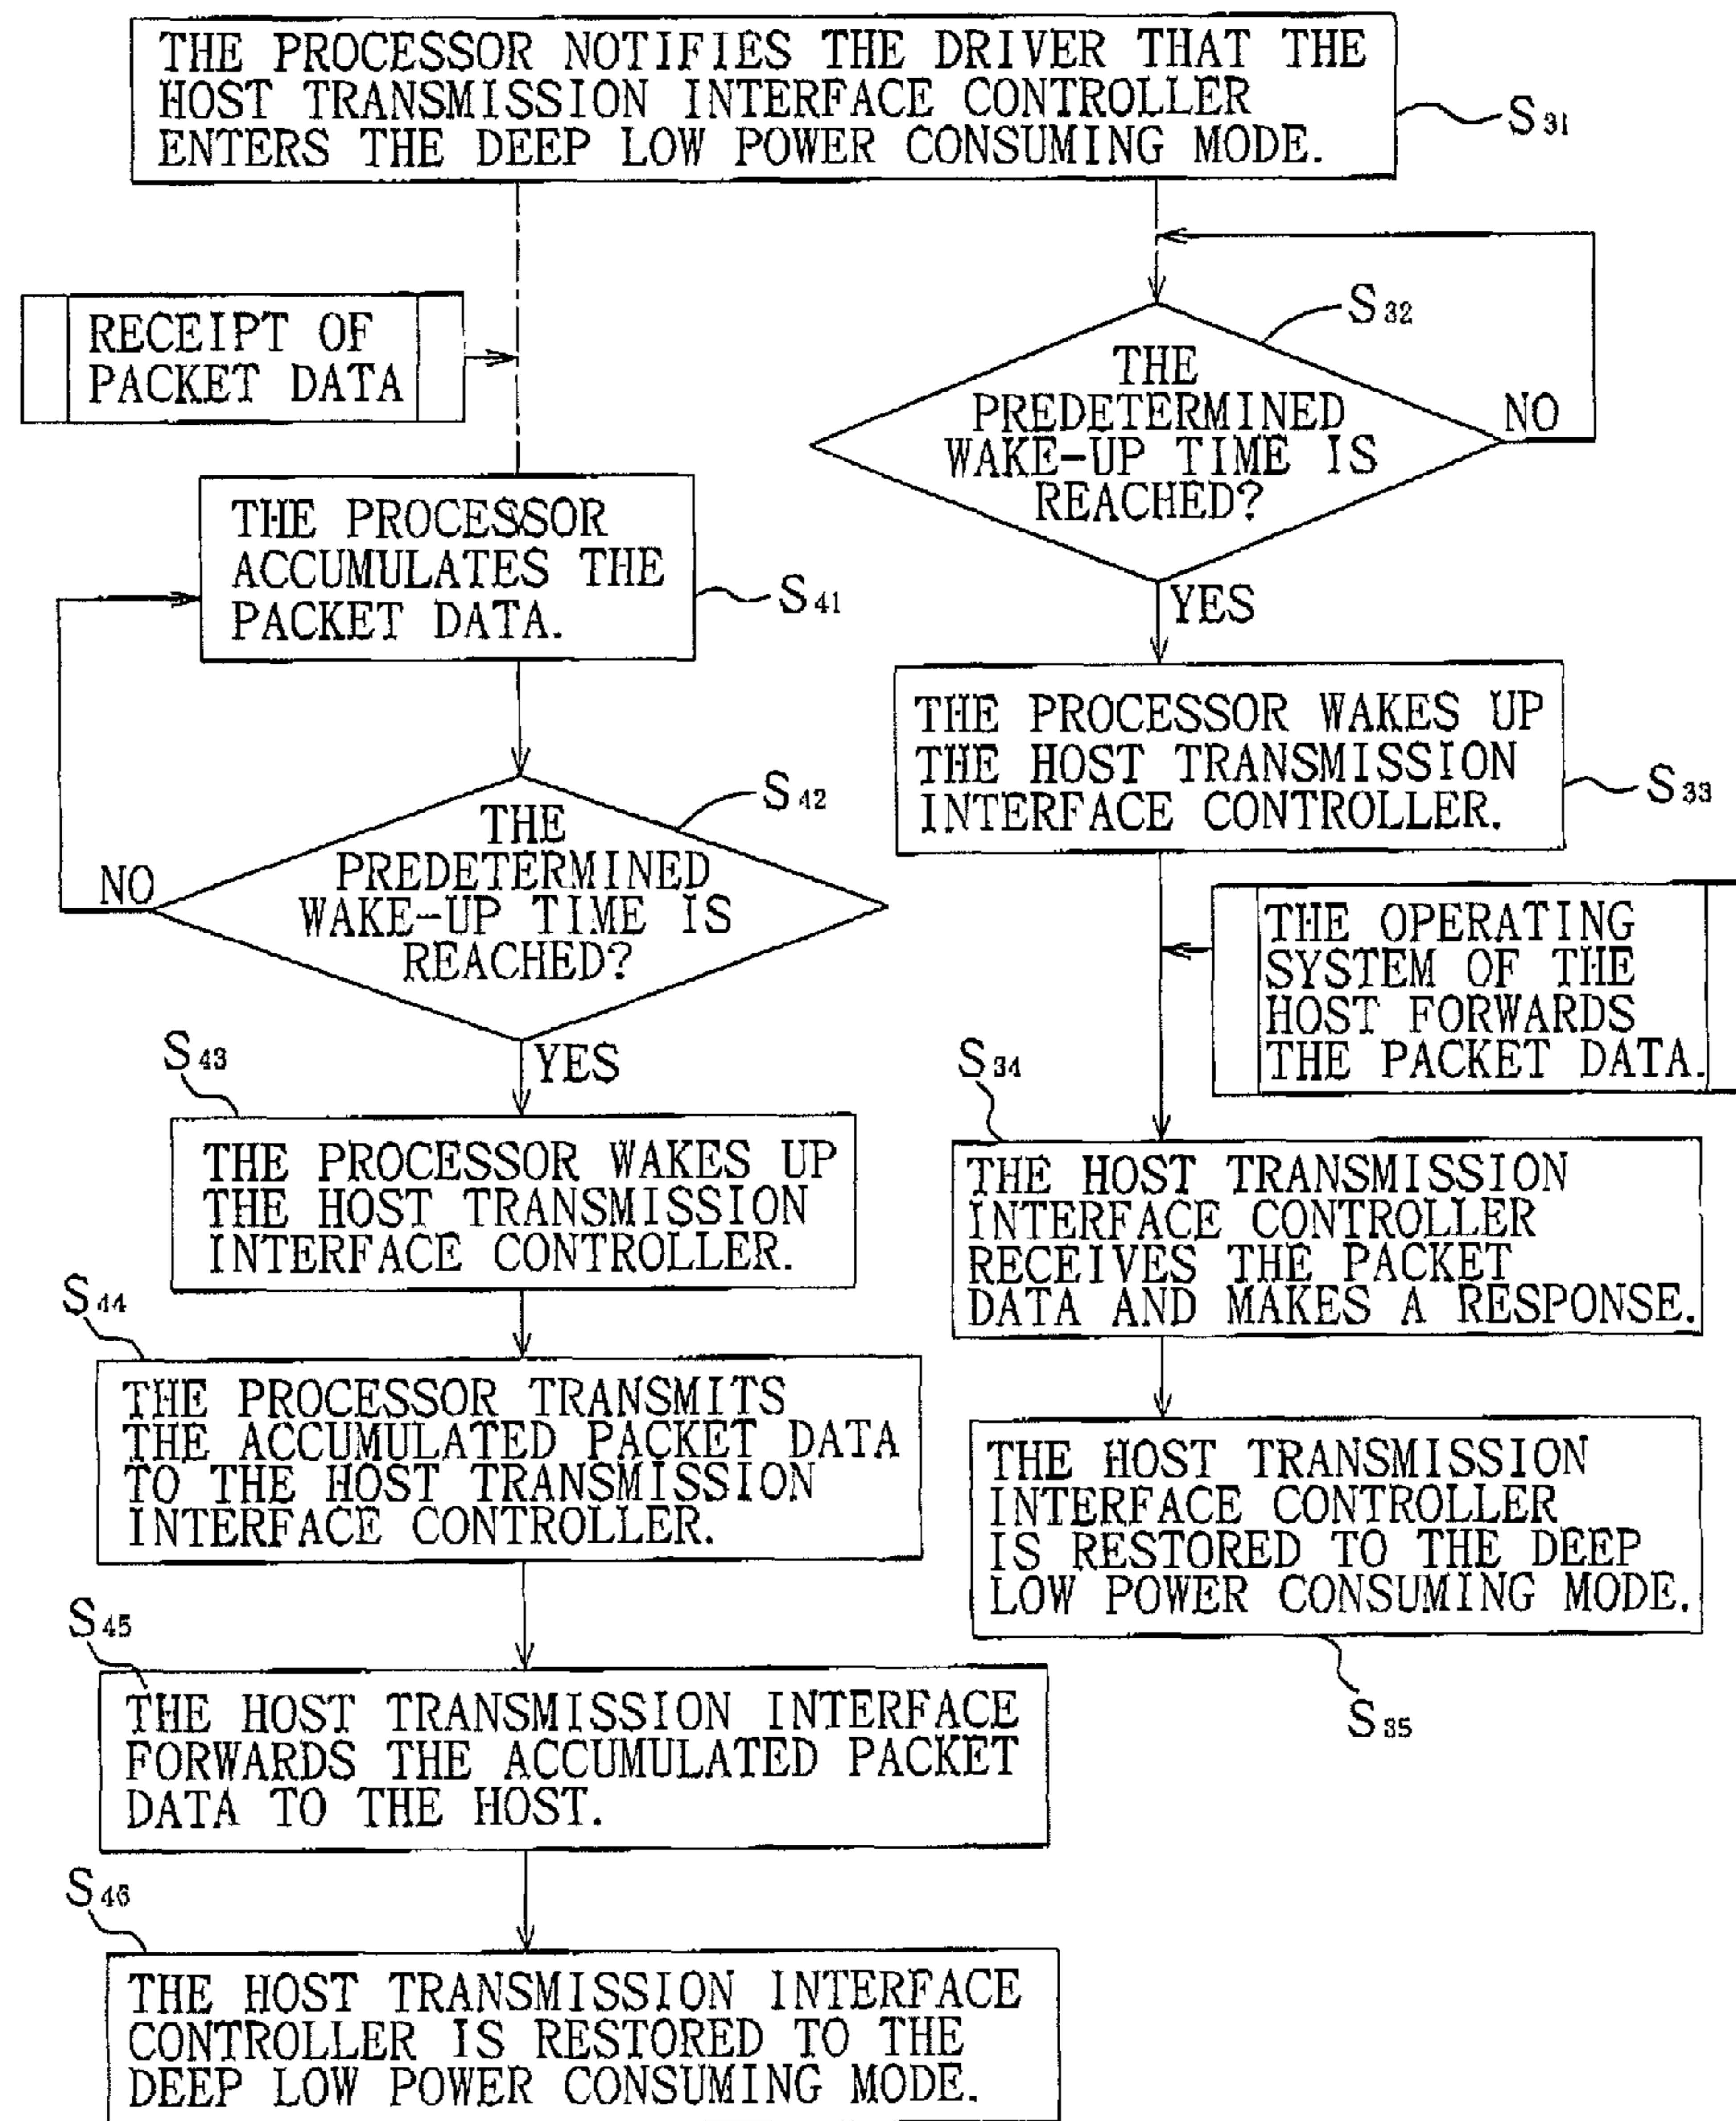 THE PROCESSOR NOTIFIES THE DRIVER THAT THE
HOST TRANSMISSION INTERFACE CONTROLLER
ENTERS THE DEEP LOW POWER CONSUMING MODE.
S31
RECEIPT OF
PACKET DATA
THE PROCESSOR
ACCUMULATES THE
PACKET DATA.
S41
THE
PREDETERMINED
WAKE-UP TIME IS
REACHED?
S42
NO
YES
S43
THE PROCESSOR WAKES UP
THE HOST TRANSMISSION
INTERFACE CONTROLLER.
S44
THE PROCESSOR TRANSMITS
THE ACCUMULATED PACKET DATA
TO THE HOST TRANSMISSION
INTERFACE CONTROLLER.
S45
THE HOST TRANSMISSION INTERFACE
FORWARDS THE ACCUMULATED PACKET
DATA TO THE HOST.
S46
THE HOST TRANSMISSION INTERFACE
CONTROLLER IS RESTORED TO THE
DEEP LOW POWER CONSUMING MODE.
S32
THE
PREDETERMINED
WAKE-UP TIME IS
REACHED?
NO
YES
THE PROCESSOR WAKES UP
THE HOST TRANSMISSION
INTERFACE CONTROLLER.
S33
THE OPERATING
SYSTEM OF THE
HOST FORWARDS
THE PACKET DATA.
S34
THE HOST TRANSMISSION
INTERFACE CONTROLLER
RECEIVES THE PACKET
DATA AND MAKES A RESPONSE.
THE HOST TRANSMISSION
INTERFACE CONTROLLER
IS RESTORED TO THE DEEP
LOW POWER CONSUMING MODE.
S35